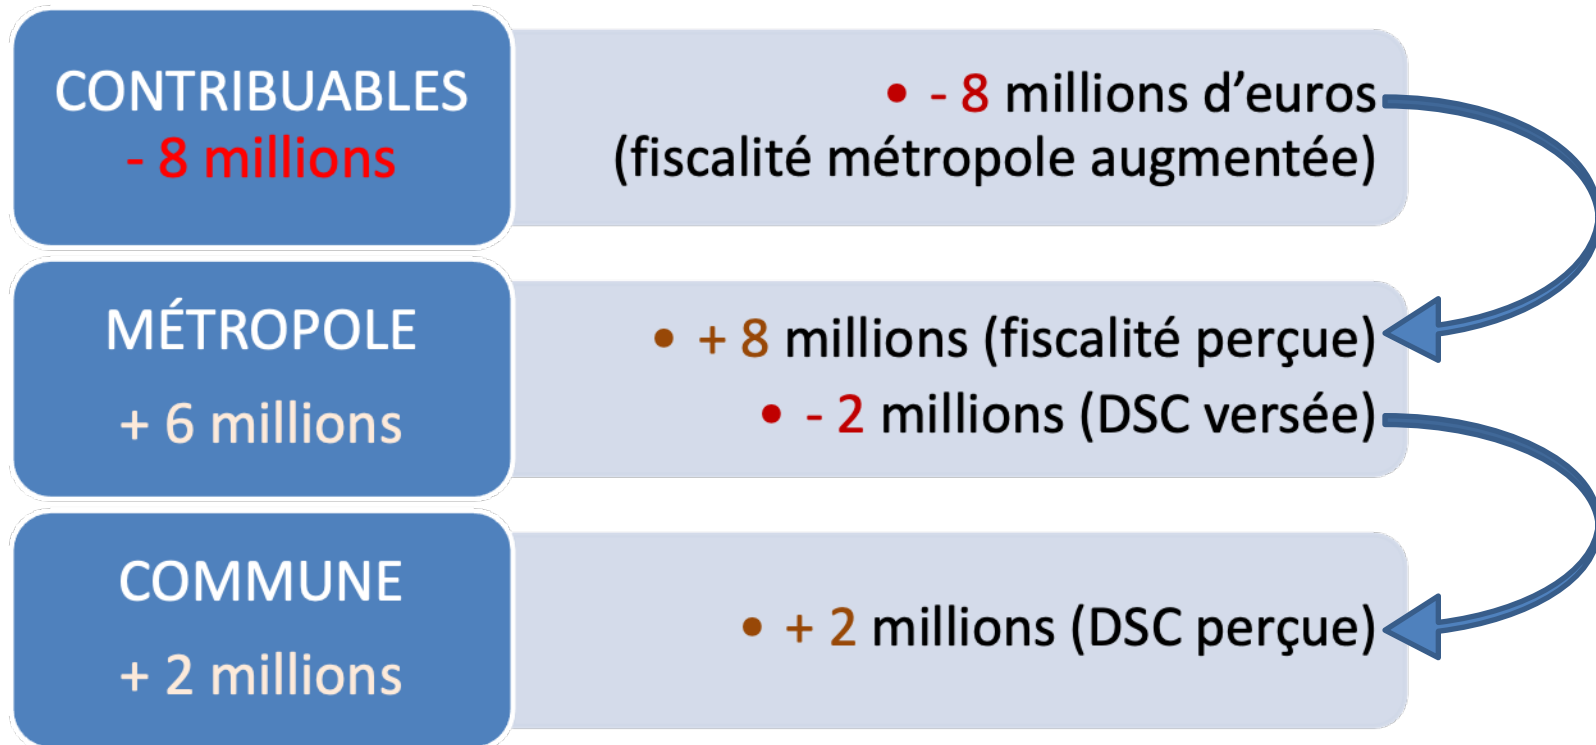 CONTRIBUABLES
- 8 millions
• - 8 millions d’euros
(fiscalité métropole augmentée)
MÉTROPOLE
+ 6 millions
• + 8 millions (fiscalité perçue)
• - 2 millions (DSC versée)
COMMUNE
+ 2 millions
• + 2 millions (DSC perçue)